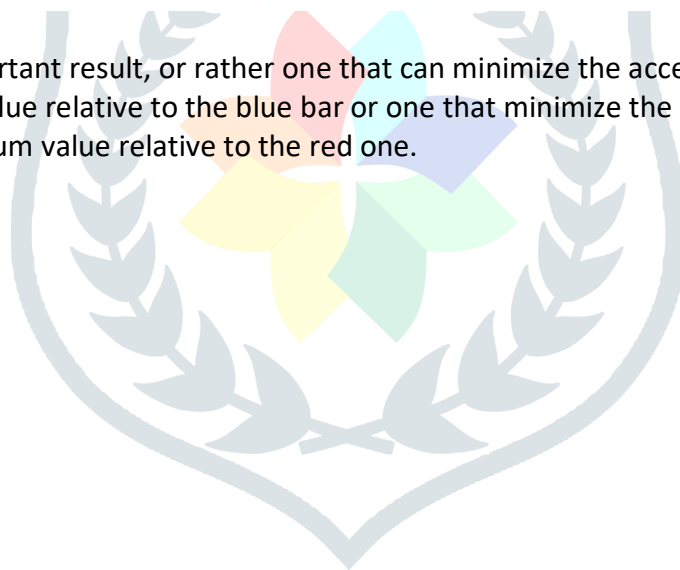 rtant result, or rather one that can minimize the acce
lue relative to the blue bar or one that minimize the
um value relative to the red one.